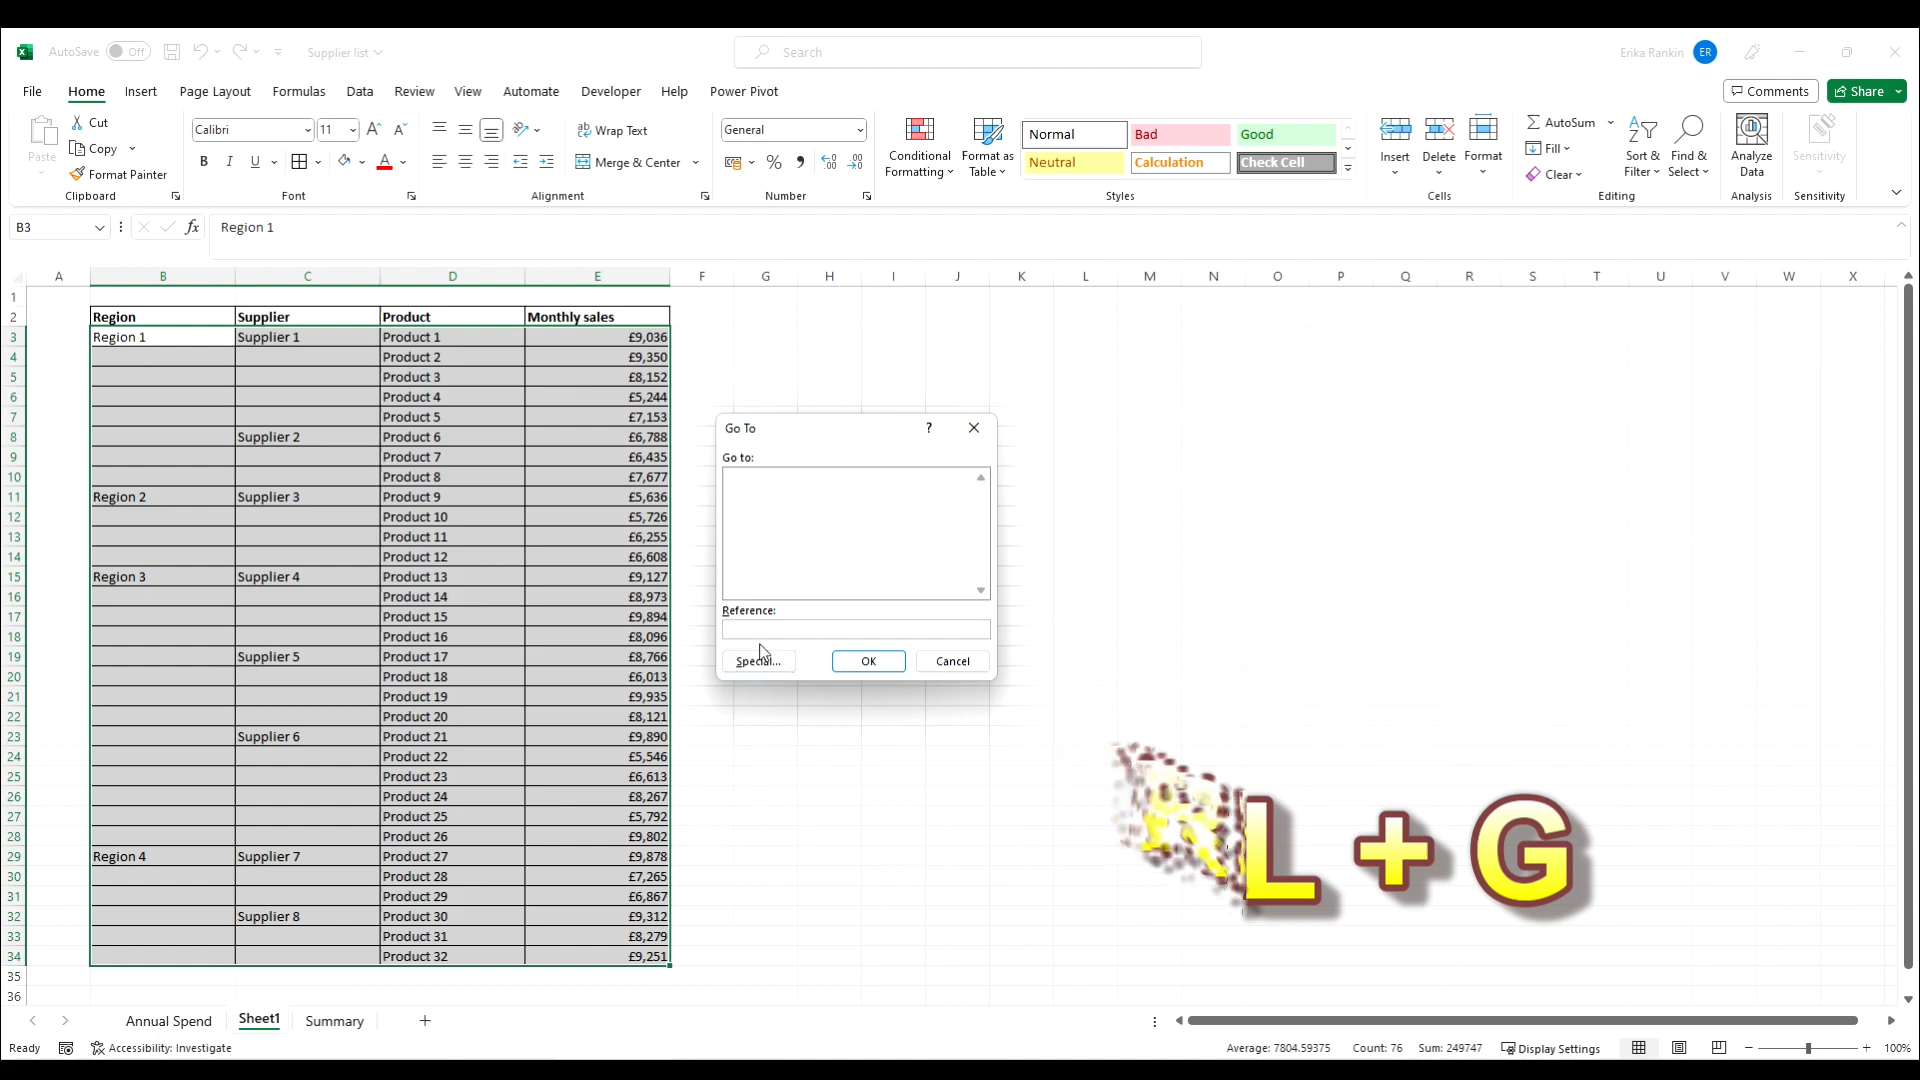 AutoSave Off Supplier list Search Erika Rankin ER
File Home Insert Page Layout Formulas Data Review View Automate Developer Help Power Pivot Comments Share
Paste Cut Copy Format Painter Clipboard
Calibri 11 B I U A Font
Wrap Text Merge & Center Alignment
General % Number
Conditional Formatting Format as Table Normal Bad Good Neutral Calculation Check Cell Styles
Insert Delete Format Cells
AutoSum Fill Clear Sort & Filter Find & Select Editing
Analyze Data Analysis
Sensitivity Sensitivity
B3 fx Region 1
A B C D E F G H I J K L M N O P Q R S T U V W X
1
2 Region Supplier Product Monthly sales
3 Region 1 Supplier 1 Product 1 £9,036
4 Product 2 £9,350
5 Product 3 £8,152
6 Product 4 £5,244
7 Product 5 £7,153
8 Supplier 2 Product 6 £6,788
9 Product 7 £6,435
10 Product 8 £7,677
11 Region 2 Supplier 3 Product 9 £5,636
12 Product 10 £5,726
13 Product 11 £6,255
14 Product 12 £6,608
15 Region 3 Supplier 4 Product 13 £9,127
16 Product 14 £8,973
17 Product 15 £9,894
18 Product 16 £8,096
19 Supplier 5 Product 17 £8,766
20 Product 18 £6,013
21 Product 19 £9,935
22 Product 20 £8,121
23 Supplier 6 Product 21 £9,890
24 Product 22 £5,546
25 Product 23 £6,613
26 Product 24 £8,267
27 Product 25 £5,792
28 Product 26 £9,802
29 Region 4 Supplier 7 Product 27 £9,878
30 Product 28 £7,265
31 Product 29 £6,867
32 Supplier 8 Product 30 £9,312
33 Product 31 £8,279
34 Product 32 £9,251
35
36
Go To ?
Go to:
Reference:
Special... OK Cancel
L + G
Annual Spend Sheet1 Summary
Ready Accessibility: Investigate Average: 7804.59375 Count: 76 Sum: 249747 Display Settings 100%